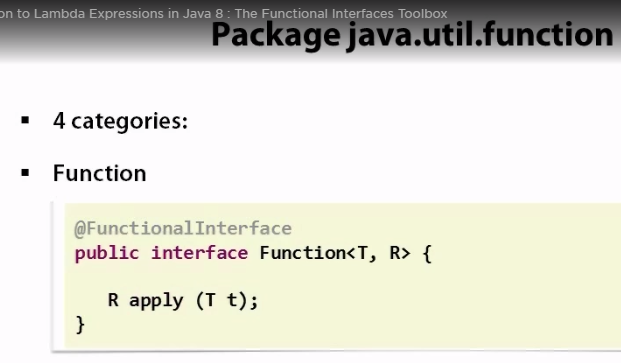 on to Lambda Expressions in Java 8 : The Functional Interfaces Toolbox
Package java.util.function
▪ 4 categories:
▪ Function
@FunctionalInterface
public interface Function<T, R> {
R apply (T t);
}